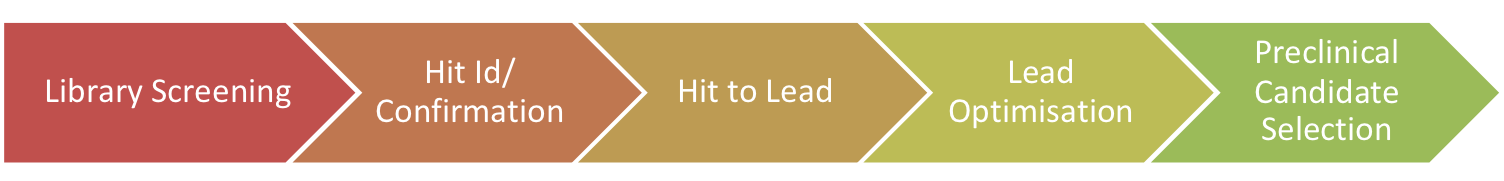 Library Screening
Hit Id/
Confirmation
Hit to Lead
Lead
Optimisation
Preclinical
Candidate
Selection